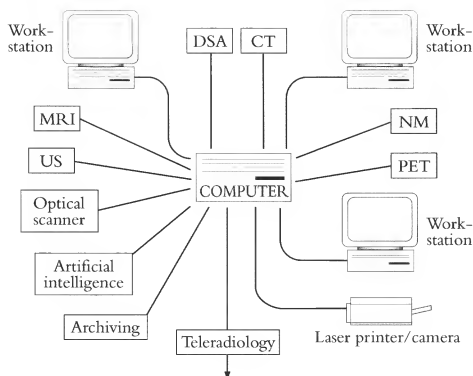 Work-
station
DSA
CT
Work-
station
MRI
NM
US
PET
COMPUTER
Optical
scanner
Work-
station
Artificial
intelligence
Archiving
Teleradiology
Laser printer/camera